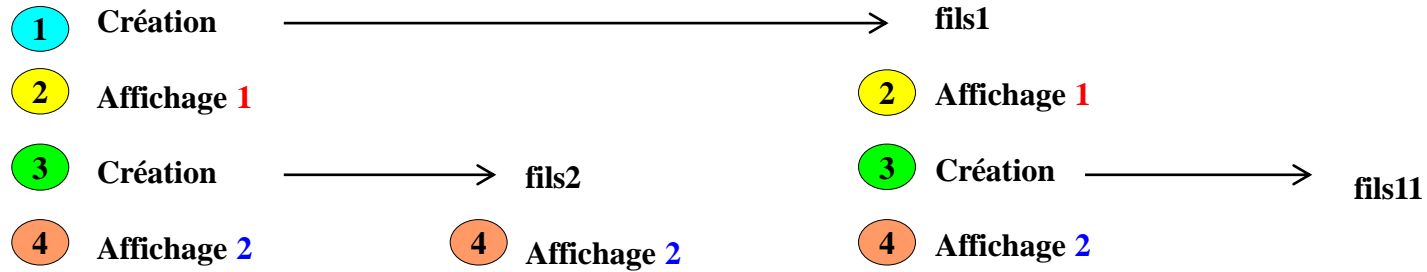 1 Création fils1
2 Affichage 1 2 Affichage 1
3 Création fils2 3 Création fils11
4 Affichage 2 4 Affichage 2 4 Affichage 2